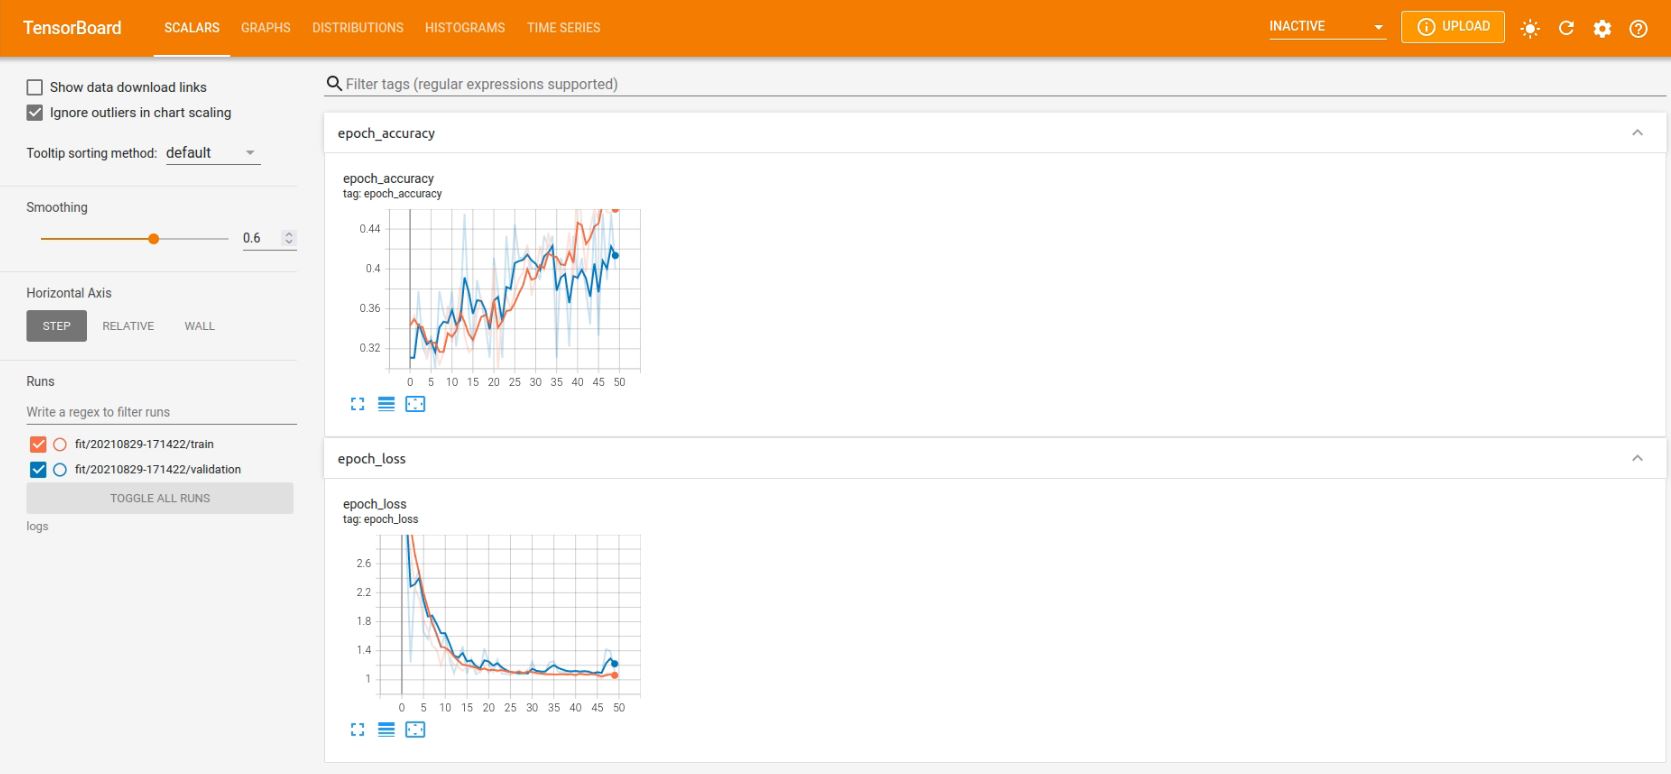 TensorBoard SCALARS GRAPHS DISTRIBUTIONS HISTOGRAMS TIME SERIES INACTIVE UPLOAD
Show data download links
Ignore outliers in chart scaling
Tooltip sorting method: default
Smoothing
0.6
Horizontal Axis
STEP RELATIVE WALL
Runs
Write a regex to filter runs
fit/20210829-171422/train
fit/20210829-171422/validation
TOGGLE ALL RUNS
logs
Filter tags (regular expressions supported)
epoch_accuracy
epoch_accuracy
tag: epoch_accuracy
0.44
0.4
0.36
0.32
0 5 10 15 20 25 30 35 40 45 50
epoch_loss
epoch_loss
tag: epoch_loss
2.6
2.2
1.8
1.4
1
0 5 10 15 20 25 30 35 40 45 50